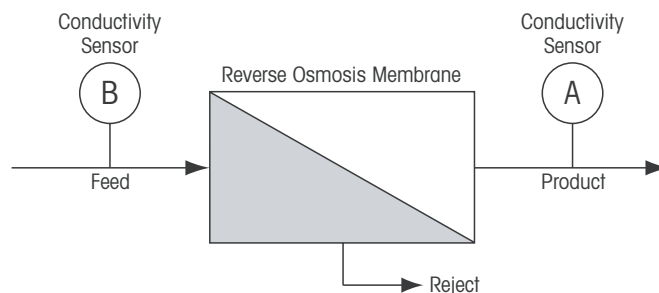 Conductivity
Sensor
B
Reverse Osmosis Membrane
Conductivity
Sensor
A
Feed
Product
Reject